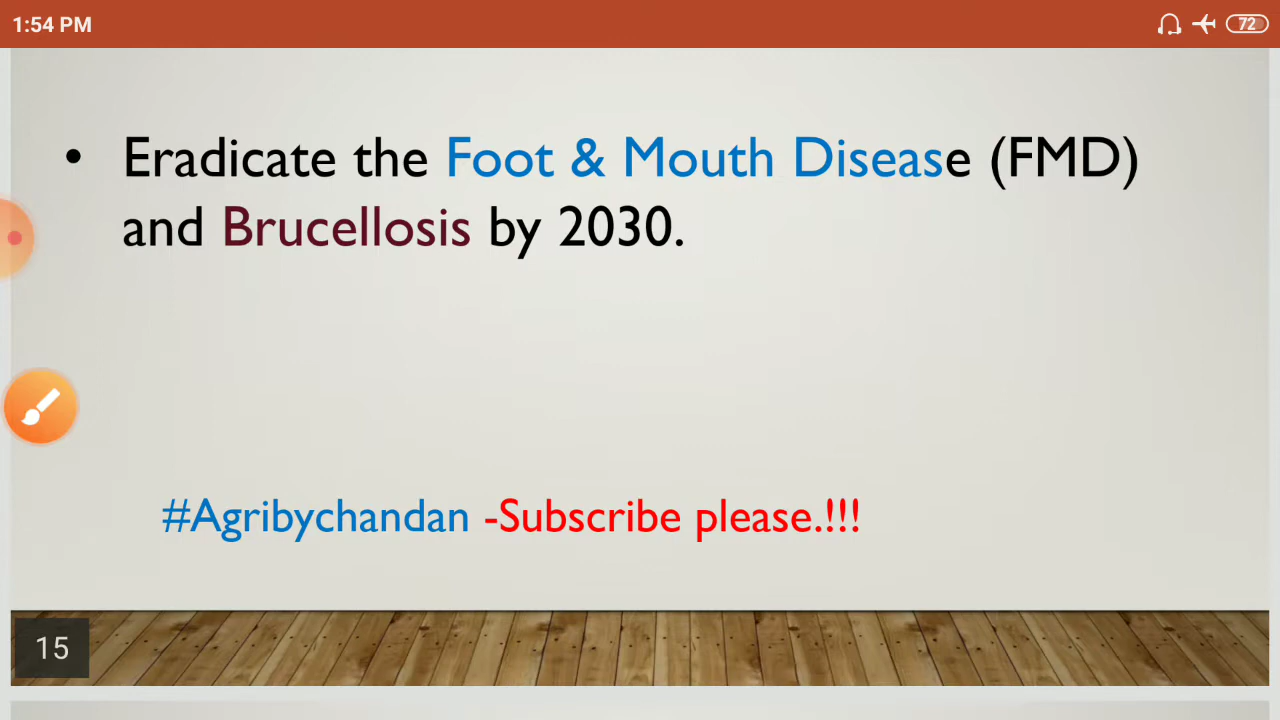 1:54 PM
72
• Eradicate the Foot & Mouth Disease (FMD)
and Brucellosis by 2030.
#Agribychandan -Subscribe please.!!!
15